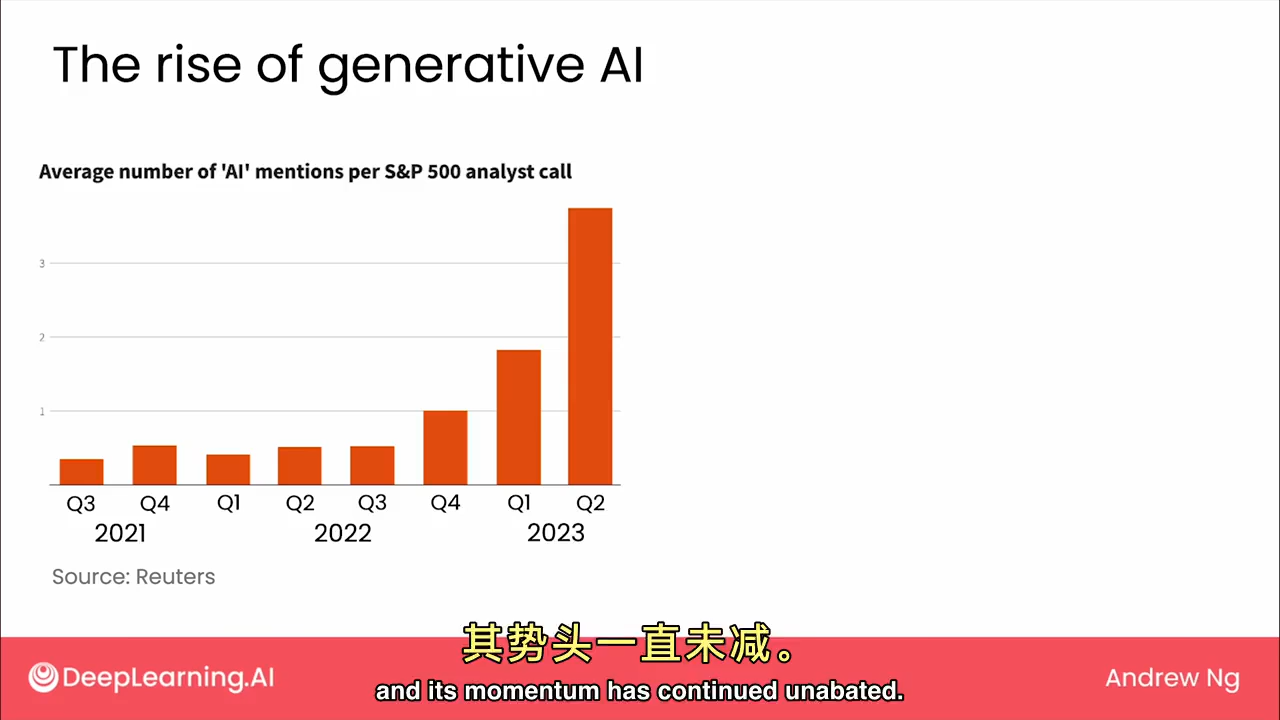 The rise of generative AI
Average number of 'AI' mentions per S&P 500 analyst call
3
2
1
Q3 Q4 Q1 Q2 Q3 Q4 Q1 Q2
2021 2022 2023
Source: Reuters
其势头一直未减。
and its momentum has continued unabated.
DeepLearning.AI
Andrew Ng